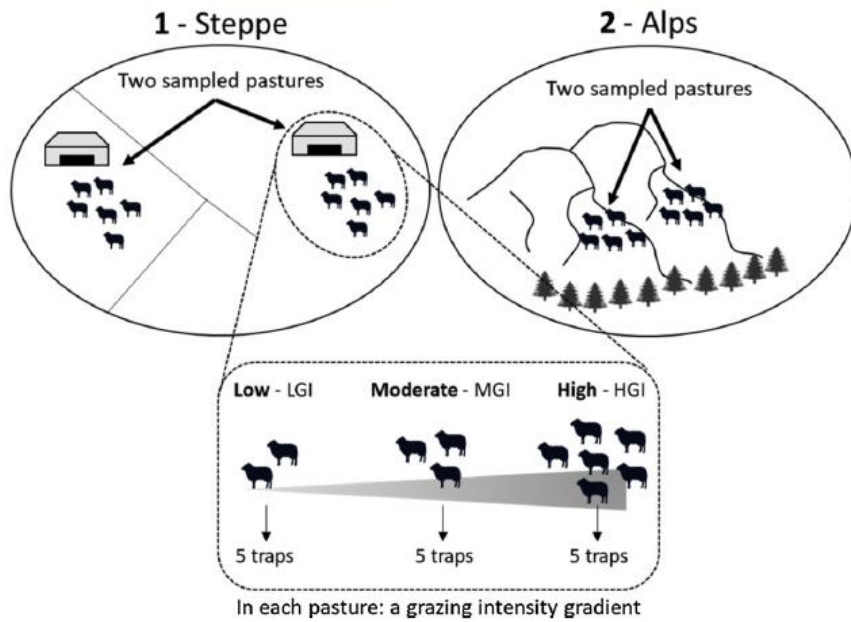 1 - Steppe
2 - Alps
Two sampled pastures
Two sampled pastures
Low - LGI
Moderate - MGI
High - HGI
5 traps
5 traps
5 traps
In each pasture: a grazing intensity gradient